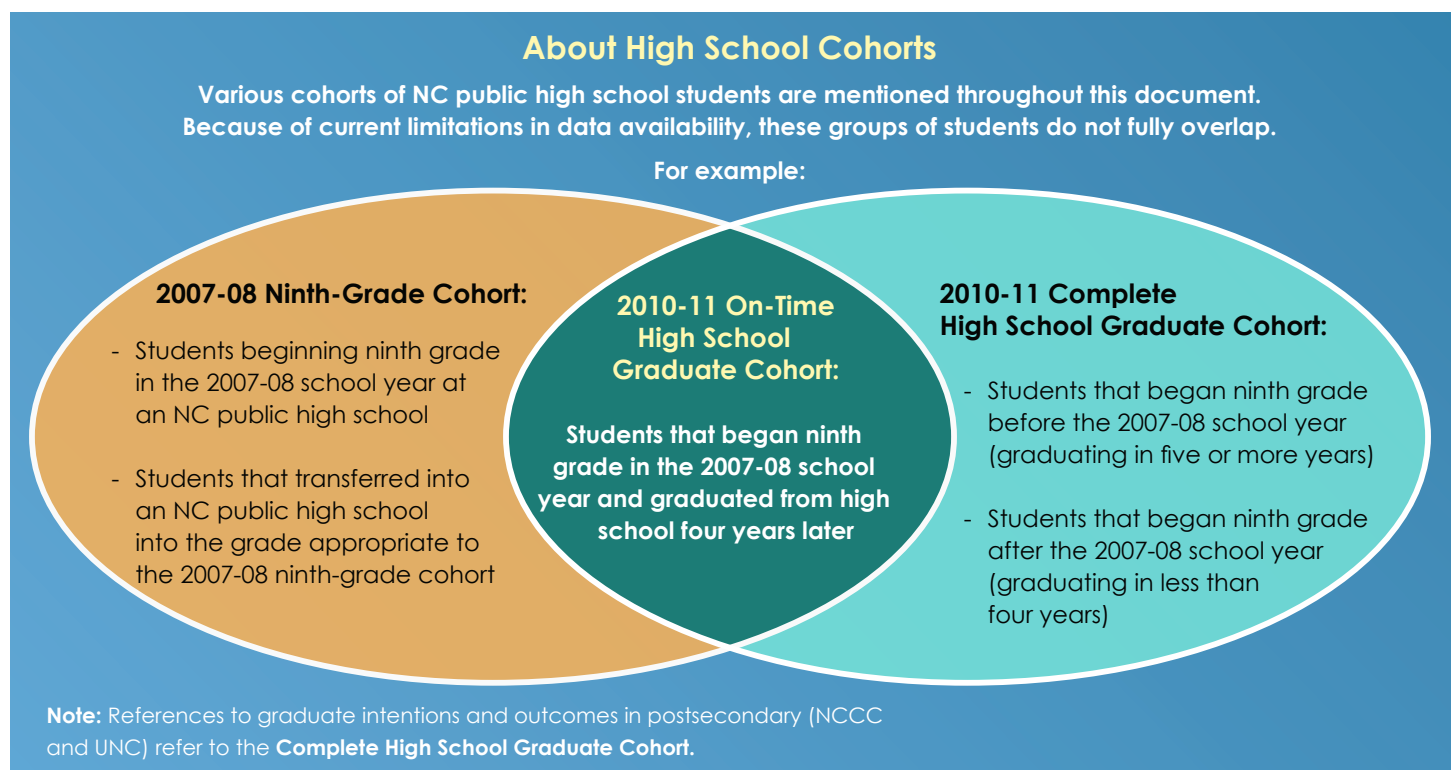 About High School Cohorts
Various cohorts of NC public high school students are mentioned throughout this document.
Because of current limitations in data availability, these groups of students do not fully overlap.
For example:
2007-08 Ninth-Grade Cohort:
- Students beginning ninth grade
in the 2007-08 school year at
an NC public high school
- Students that transferred into
an NC public high school
into the grade appropriate to
the 2007-08 ninth-grade cohort
2010-11 On-Time
High School
Graduate Cohort:
Students that began ninth
grade in the 2007-08 school
year and graduated from high
school four years later
2010-11 Complete
High School Graduate Cohort:
- Students that began ninth grade
before the 2007-08 school year
(graduating in five or more years)
- Students that began ninth grade
after the 2007-08 school year
(graduating in less than
four years)
Note: References to graduate intentions and outcomes in postsecondary (NCCC
and UNC) refer to the Complete High School Graduate Cohort.